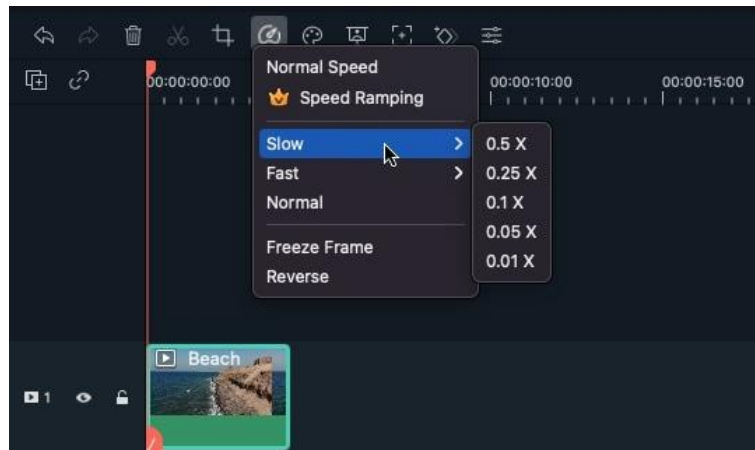 00:00:00:00
00:00:10:00
00:00:15:00
Normal Speed
Speed Ramping
Slow
Fast
Normal
Freeze Frame
Reverse
0.5 X
0.25 X
0.1 X
0.05 X
0.01 X
Beach
1